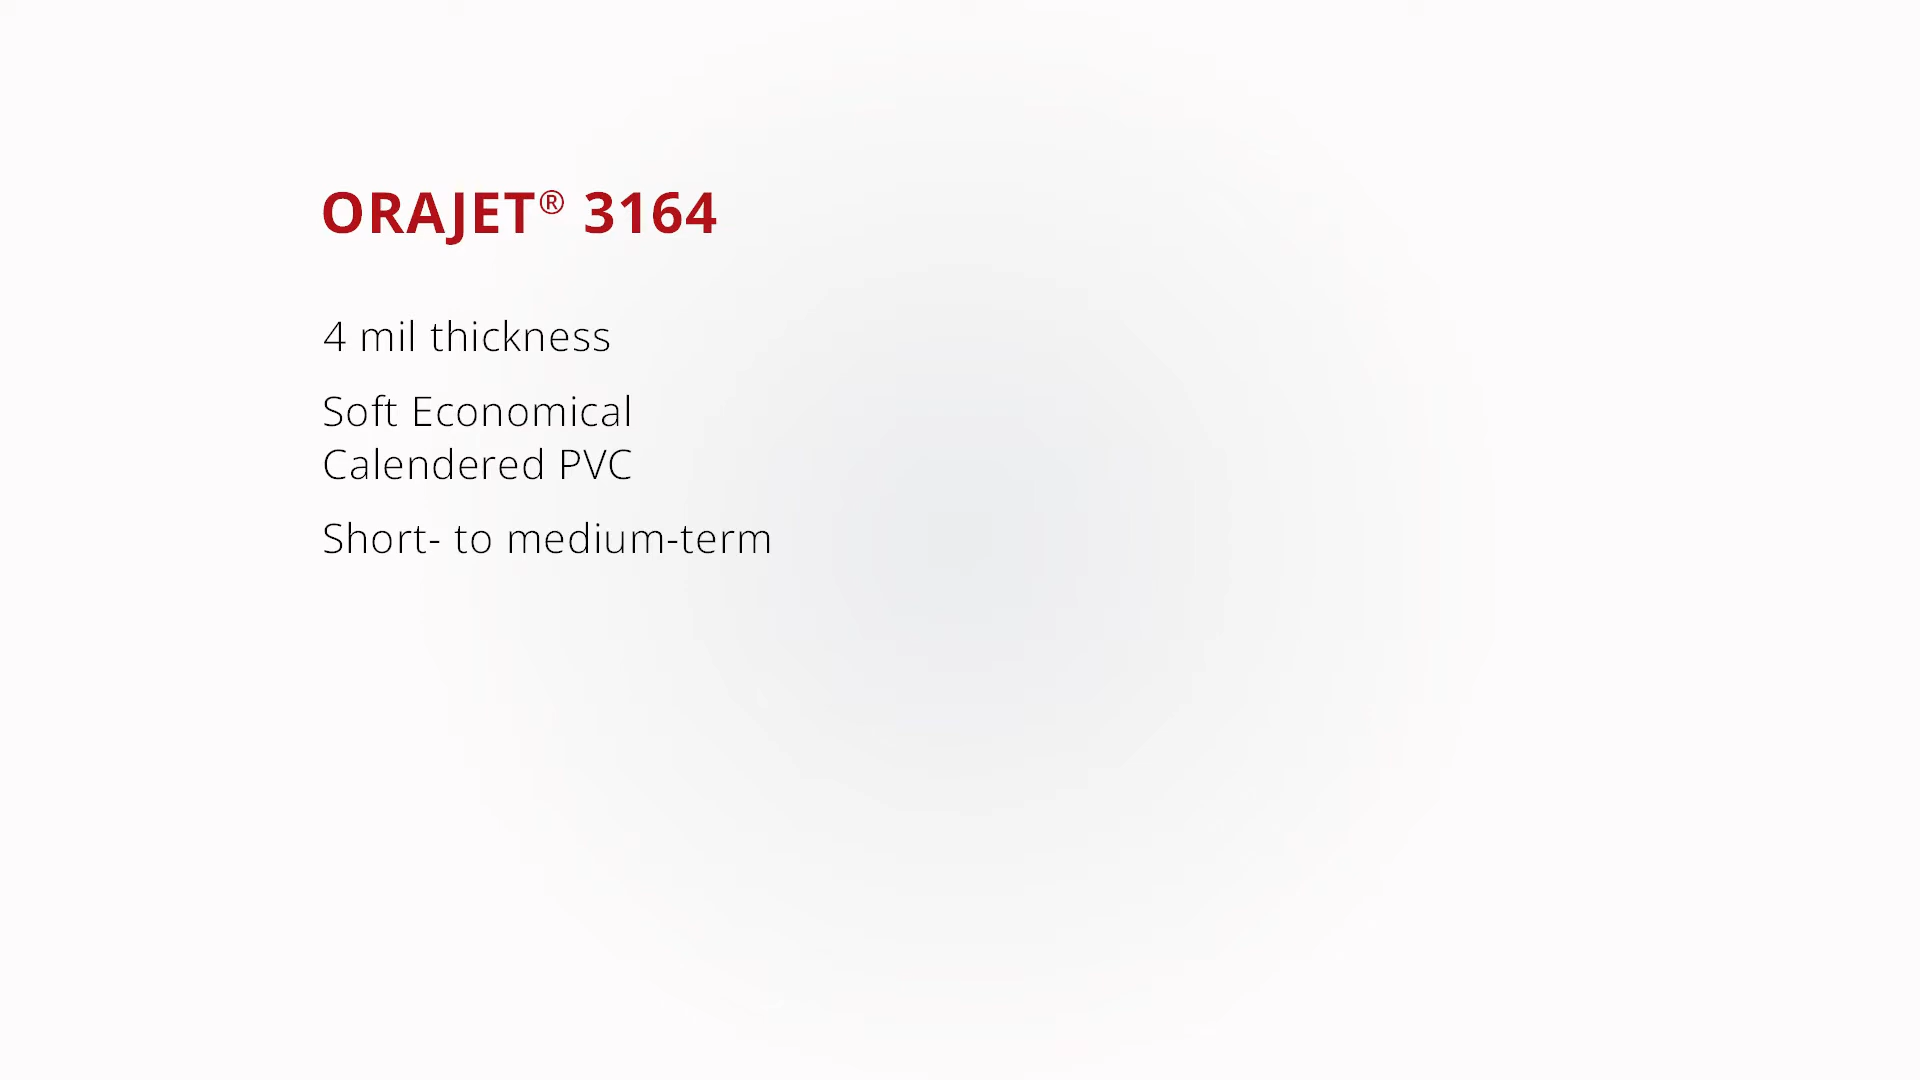 ORAJET® 3164
4 mil thickness
Soft Economical
Calendered PVC
Short- to medium-term